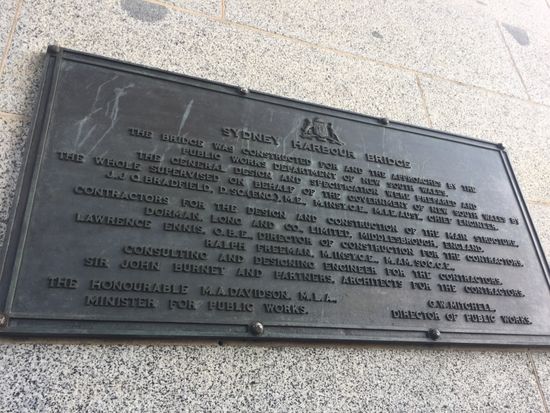 SYDNEY HARBOUR BRIDGE
THE BRIDGE WAS CONSTRUCTED FOR AND THE APPROACHES BY THE
PUBLIC WORKS DEPARTMENT OF NEW SOUTH WALES.
THE GENERAL DESIGN AND SPECIFICATION WERE PREPARED AND
THE WHOLE SUPERVISED ON BEHALF OF THE GOVERNMENT OF NEW SOUTH WALES BY
J.J.C.BRADFIELD, D.SC.(ENG.), M.E., M.INST.C.E., M.I.E.AUST., CHIEF ENGINEER.
CONTRACTORS FOR THE DESIGN AND CONSTRUCTION OF THE MAIN STRUCTURE,
DORMAN, LONG AND CO., LIMITED, MIDDLESBROUGH, ENGLAND.
LAWRENCE ENNIS, O.B.E., DIRECTOR OF CONSTRUCTION FOR THE CONTRACTORS.
RALPH FREEMAN, M.INST.C.E., M.AM.SOC.C.E.,
CONSULTING AND DESIGNING ENGINEER FOR THE CONTRACTORS.
SIR JOHN BURNET AND PARTNERS, ARCHITECTS FOR THE CONTRACTORS.
THE HONOURABLE M.A.DAVIDSON, M.L.A.,
MINISTER FOR PUBLIC WORKS.
G.W.MITCHELL,
DIRECTOR OF PUBLIC WORKS.